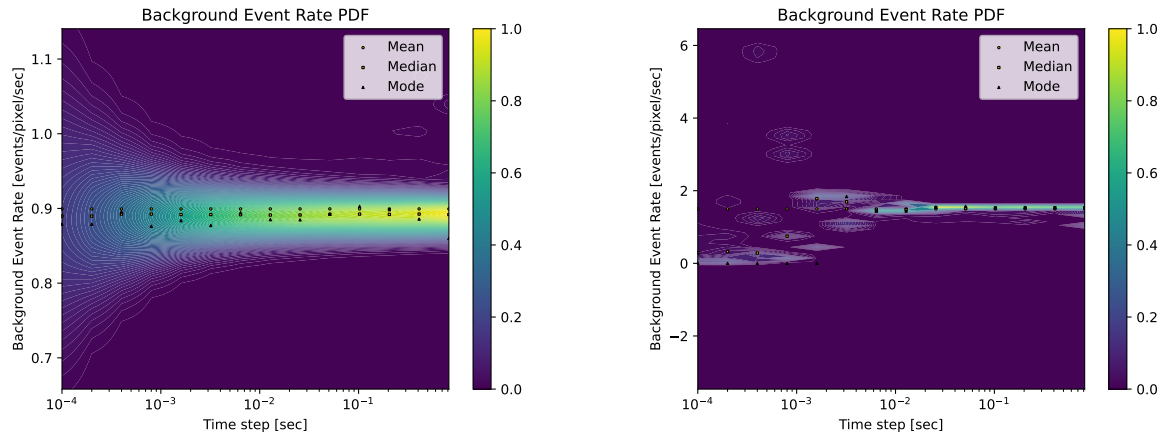 Background Event Rate PDF
Background Event Rate [events/pixel/sec]
1.1
1.0
0.9
0.8
0.7
Mean
Median
Mode
10⁻⁴
10⁻³
10⁻²
10⁻¹
Time step [sec]
1.0
0.8
0.6
0.4
0.2
0.0
Background Event Rate PDF
Background Event Rate [events/pixel/sec]
6
4
2
0
−2
Mean
Median
Mode
10⁻⁴
10⁻³
10⁻²
10⁻¹
Time step [sec]
1.0
0.8
0.6
0.4
0.2
0.0